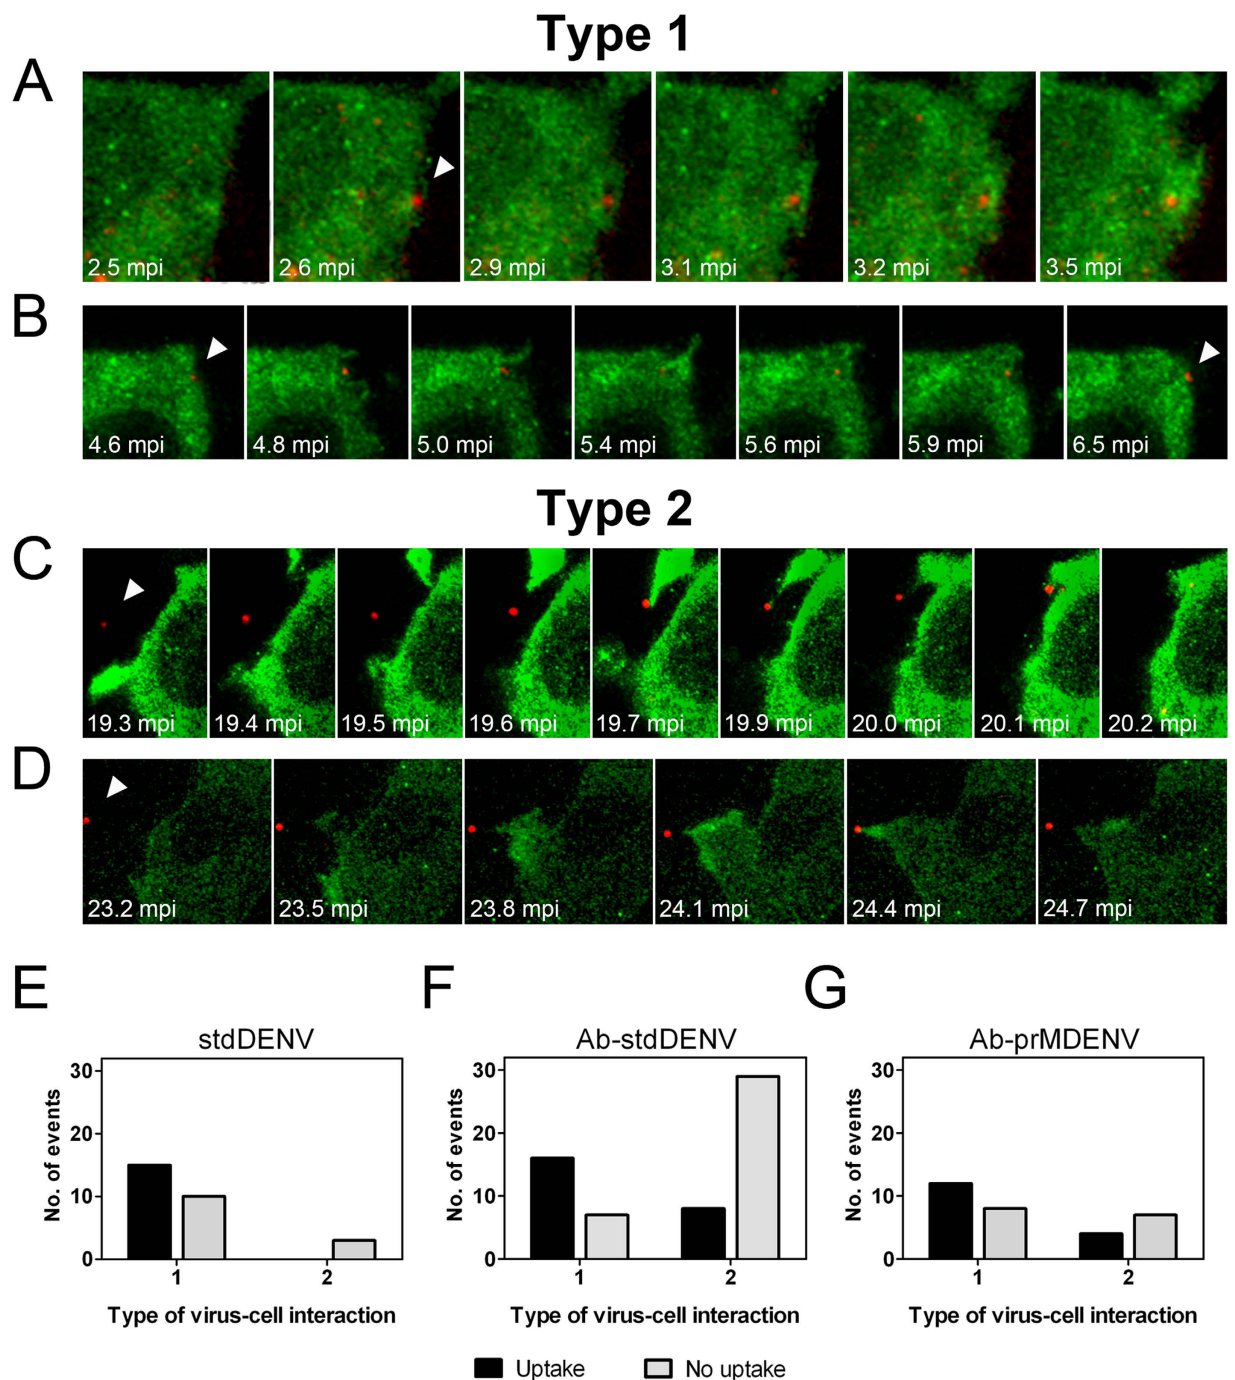 Type 1
A
2.5 mpi 2.6 mpi 2.9 mpi 3.1 mpi 3.2 mpi 3.5 mpi
B
4.6 mpi 4.8 mpi 5.0 mpi 5.4 mpi 5.6 mpi 5.9 mpi 6.5 mpi
Type 2
C
19.3 mpi 19.4 mpi 19.5 mpi 19.6 mpi 19.7 mpi 19.9 mpi 20.0 mpi 20.1 mpi 20.2 mpi
D
23.2 mpi 23.5 mpi 23.8 mpi 24.1 mpi 24.4 mpi 24.7 mpi
E
stdDENV
No. of events
30
20
10
0
1 2
Type of virus-cell interaction
F
Ab-stdDENV
No. of events
30
20
10
0
1 2
Type of virus-cell interaction
G
Ab-prMDENV
No. of events
30
20
10
0
1 2
Type of virus-cell interaction
Uptake No uptake